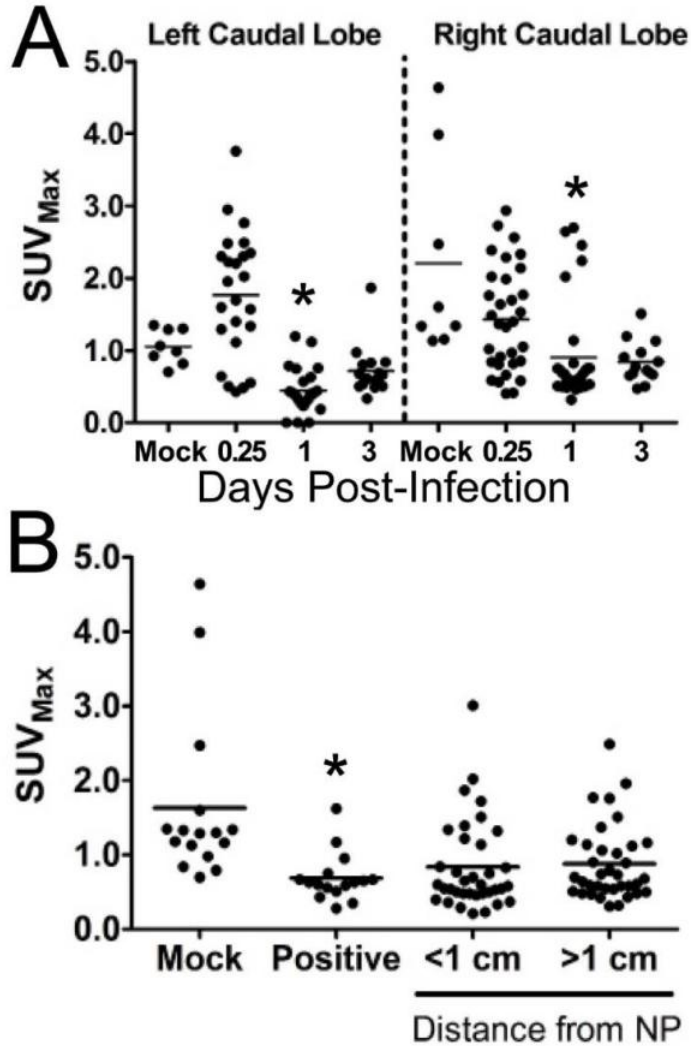 A
Left Caudal Lobe Right Caudal Lobe
SUVMax
5.0
4.0
3.0
2.0
1.0
0.0
* *
Mock 0.25 1 3 Mock 0.25 1 3
Days Post-Infection
B
SUVMax
5.0
4.0
3.0
2.0
1.0
0.0
*
Mock Positive <1 cm >1 cm
Distance from NP